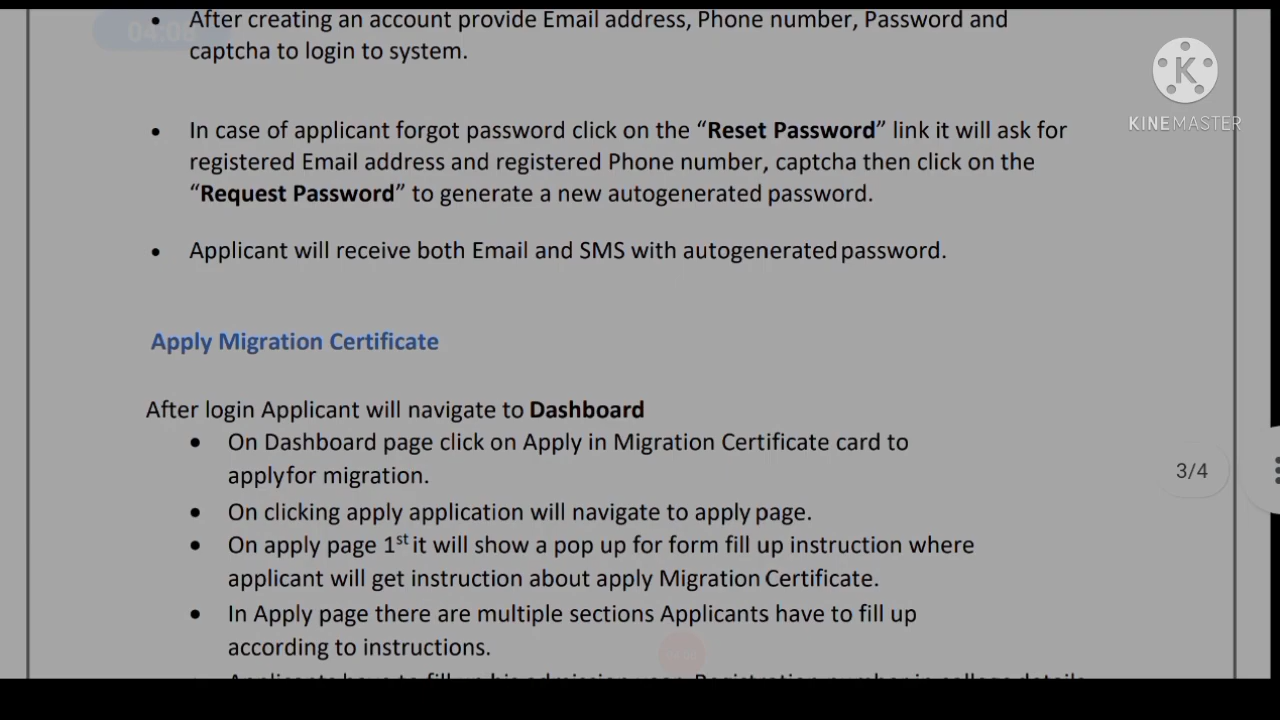 After creating an account provide Email address, Phone number, Password and
captcha to login to system.
In case of applicant forgot password click on the “Reset Password” link it will ask for
registered Email address and registered Phone number, captcha then click on the
“Request Password” to generate a new autogenerated password.
Applicant will receive both Email and SMS with autogenerated password.
Apply Migration Certificate
After login Applicant will navigate to Dashboard
On Dashboard page click on Apply in Migration Certificate card to
applyfor migration.
On clicking apply application will navigate to apply page.
On apply page 1st it will show a pop up for form fill up instruction where
applicant will get instruction about apply Migration Certificate.
In Apply page there are multiple sections Applicants have to fill up
according to instructions.
K
KINEMASTER
3/4